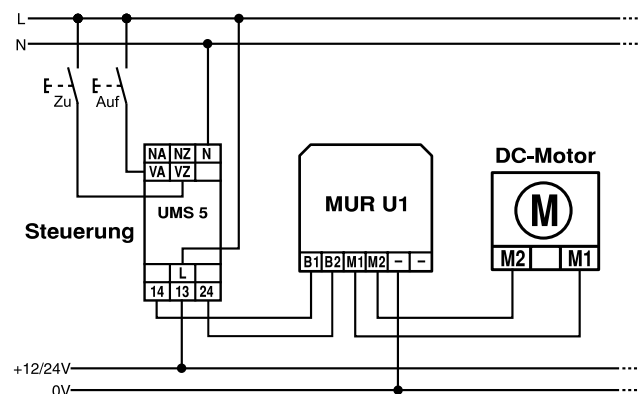 L
N
Zu
Auf
NA NZ N
VA VZ
UMS 5
Steuerung
L
14 13 24
MUR U1
B1 B2 M1 M2 – –
DC-Motor
M
M2 M1
+12/24V
0V